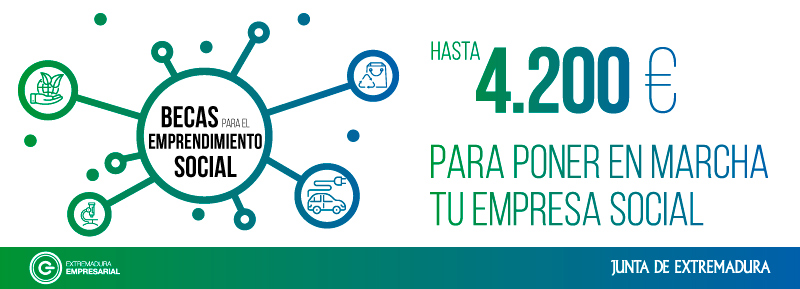 BECAS PARA EL
EMPRENDIMIENTO
SOCIAL
HASTA 4.200 €
PARA PONER EN MARCHA
TU EMPRESA SOCIAL
EXTREMADURA
EMPRESARIAL
JUNTA DE EXTREMADURA